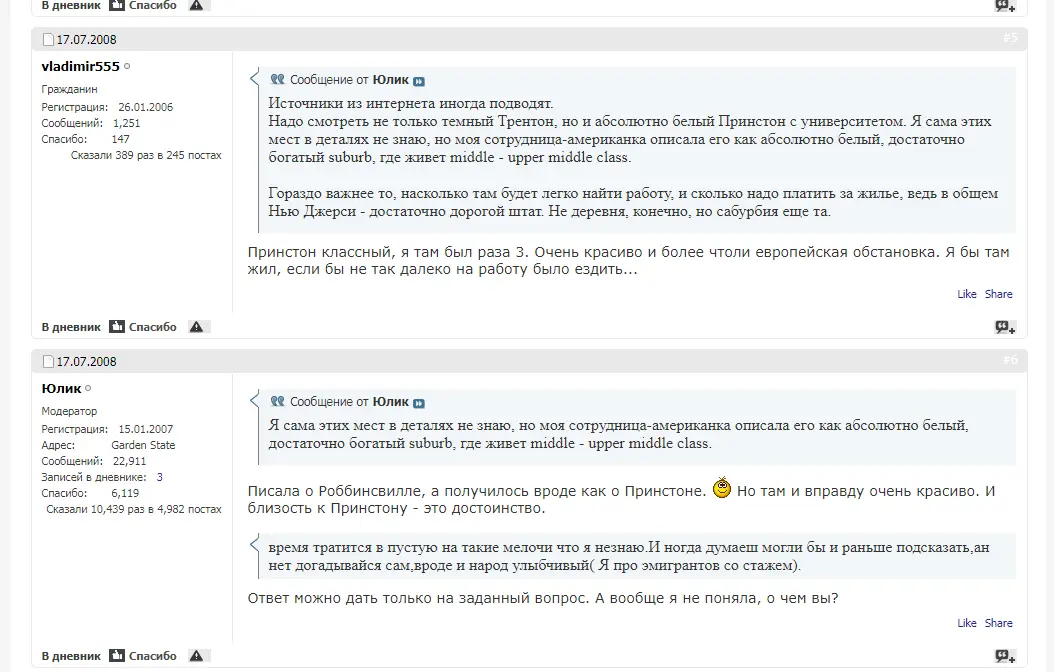 В дневник Спасибо
17.07.2008 #5
vladimir555
Гражданин
Регистрация: 26.01.2006
Сообщений: 1,251
Спасибо: 147
Сказали 389 раз в 245 постах
Сообщение от Юлик
Источники из интернета иногда подводят.
Надо смотреть не только темный Трентон, но и абсолютно белый Принстон с университетом. Я сама этих
мест в деталях не знаю, но моя сотрудница-американка описала его как абсолютно белый, достаточно
богатый suburb, где живет middle - upper middle class.
Гораздо важнее то, насколько там будет легко найти работу, и сколько надо платить за жилье, ведь в общем
Нью Джерси - достаточно дорогой штат. Не деревня, конечно, но сабурбия еще та.
Принстон классный, я там был раза 3. Очень красиво и более чтоли европейская обстановка. Я бы там
жил, если бы не так далеко на работу было ездить...
Like Share
В дневник Спасибо
17.07.2008 #6
Юлик
Модератор
Регистрация: 15.01.2007
Адрес: Garden State
Сообщений: 22,911
Записей в дневнике: 3
Спасибо: 6,119
Сказали 10,439 раз в 4,982 постах
Сообщение от Юлик
Я сама этих мест в деталях не знаю, но моя сотрудница-американка описала его как абсолютно белый,
достаточно богатый suburb, где живет middle - upper middle class.
Писала о Роббинсвилле, а получилось вроде как о Принстоне. Но там и вправду очень красиво. И
близость к Принстону - это достоинство.
время тратится в пустую на такие мелочи что я незнаю.И ногда думаеш могли бы и раньше подсказать,ан
нет догадывайся сам,вроде и народ улыбчивый( Я про эмигрантов со стажем).
Ответ можно дать только на заданный вопрос. А вообще я не поняла, о чем вы?
Like Share
В дневник Спасибо